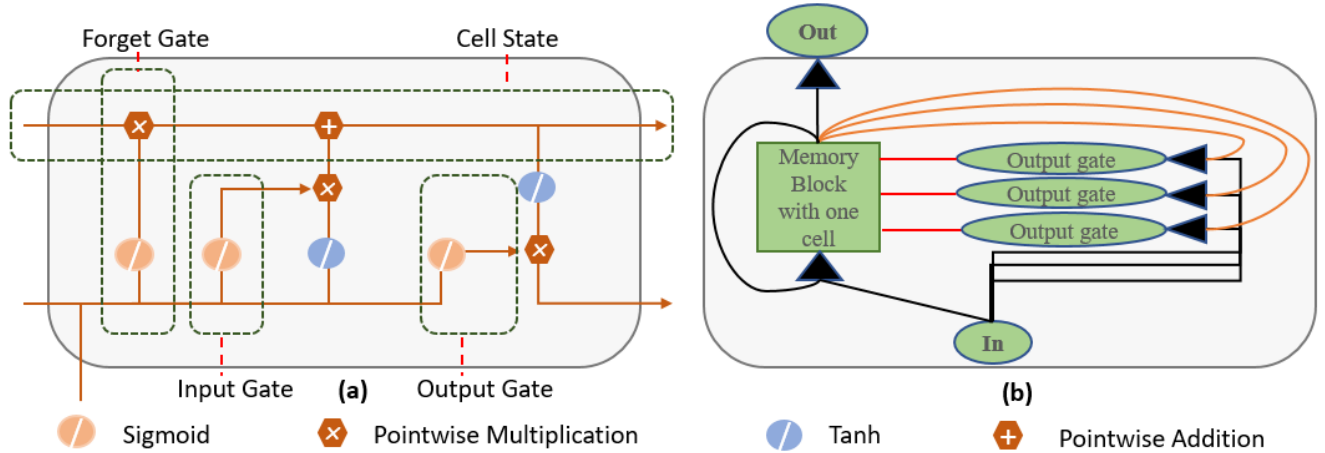 Forget Gate
Cell State
Input Gate
(a)
Output Gate
Out
Memory
Block
with one
cell
Output gate
Output gate
Output gate
In
(b)
Sigmoid
Pointwise Multiplication
Tanh
Pointwise Addition